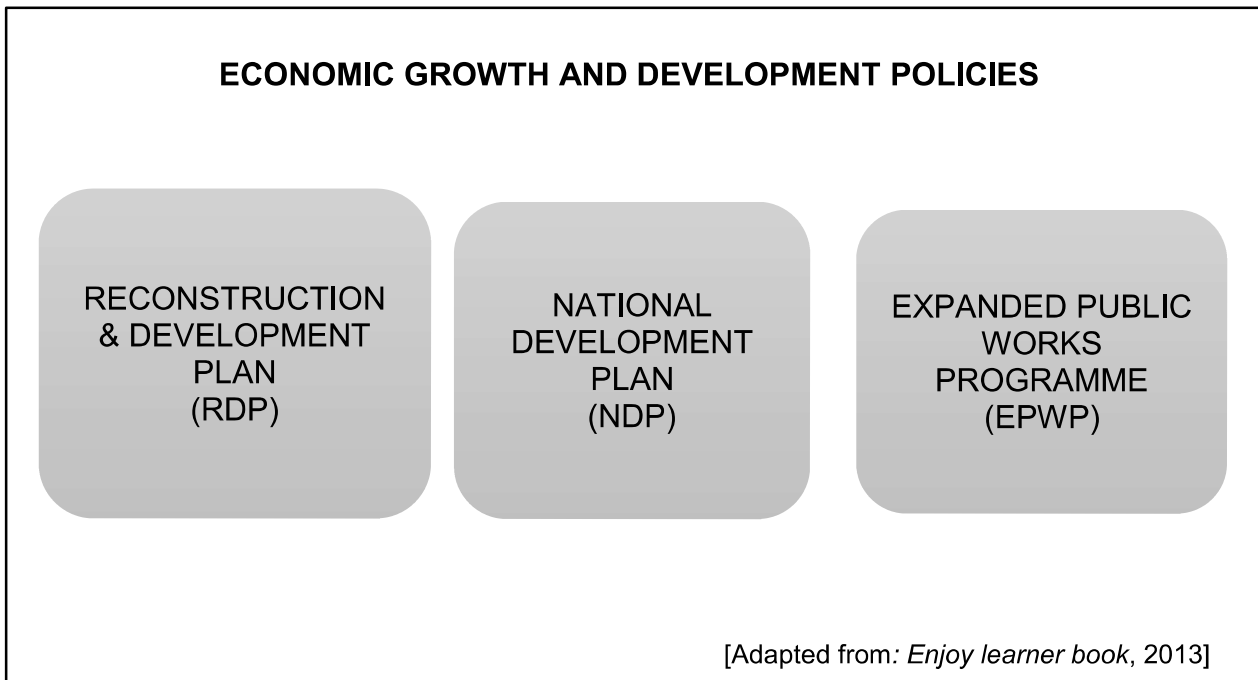 ECONOMIC GROWTH AND DEVELOPMENT POLICIES
RECONSTRUCTION
& DEVELOPMENT
PLAN
(RDP)
NATIONAL
DEVELOPMENT
PLAN
(NDP)
EXPANDED PUBLIC
WORKS
PROGRAMME
(EPWP)
[Adapted from: Enjoy learner book, 2013]